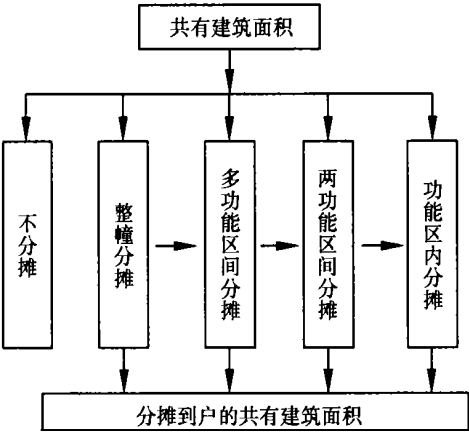 共有建筑面积
不分摊
整幢分摊
多功能区间分摊
两功能区间分摊
功能区内分摊
分摊到户的共有建筑面积